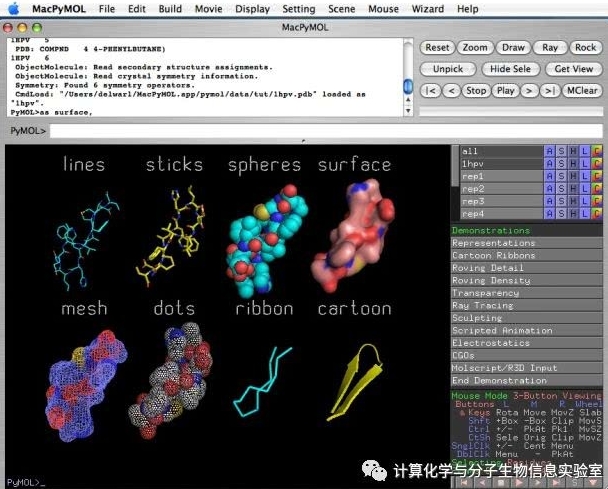 MacPyMOL File Edit Build Movie Display Setting Scene Mouse Wizard Help
MacPyMOL
1HPV 5
PDB: COMPND 4 4-PHENYLBUTANE)
1HPV 6
ObjectMolecule: Read secondary structure assignments.
ObjectMolecule: Read crystal symmetry information.
Symmetry: Found 6 symmetry operators.
CmdLoad: "/Users/delwarl/MacPyMOL.app/pymol/data/tut/1hpv.pdb" loaded as
"1hpv".
PyMOL>as surface,
Reset Zoom Draw Ray Rock
Unpick Hide Sele Get View
|< < Stop Play > >| MClear
PyMOL>
lines sticks spheres surface
mesh dots ribbon cartoon
all A S H L C
1hpv A S H L C
rep1 A S H L C
rep2 A S H L C
rep3 A S H L C
rep4 A S H L C
Demonstrations
Representations
Cartoon Ribbons
Roving Detail
Roving Density
Transparency
Ray Tracing
Sculpting
Scripted Animation
Electrostatics
CGOs
Molscript/R3D Input
End Demonstration
Mouse Mode 3-Button Viewing
Buttons L M R Wheel
& Keys Rota Move MovZ Slab
Shft +Box -Box Clip MovS
Ctrl +/- PkAt Pk1 MvSZ
CtSh Sele Orig Clip MovZ
SnglClk +/- Cent Menu
DblClk Menu - PkAt
Selecting Residues
PyMOL>_
计算化学与分子生物信息实验室